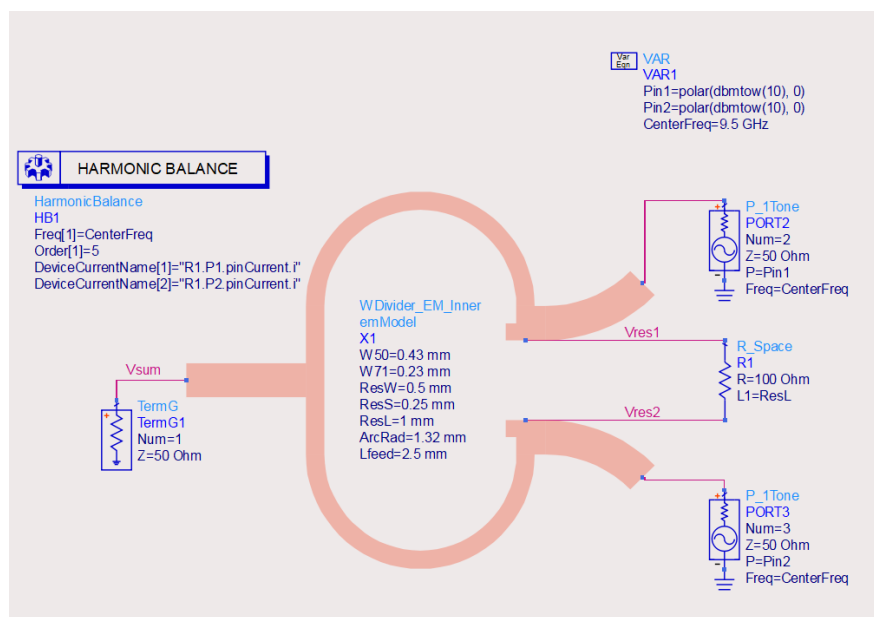 Var
Eqn
VAR
VAR1
Pin1=polar(dbmtow(10), 0)
Pin2=polar(dbmtow(10), 0)
CenterFreq=9.5 GHz
HARMONIC BALANCE
HarmonicBalance
HB1
Freq[1]=CenterFreq
Order[1]=5
DeviceCurrentName[1]="R1.P1.pinCurrent.i"
DeviceCurrentName[2]="R1.P2.pinCurrent.i"
P_1Tone
PORT2
Num=2
Z=50 Ohm
P=Pin1
Freq=CenterFreq
WDivider_EM_Inner
emModel
X1
W50=0.43 mm
W71=0.23 mm
ResW=0.5 mm
ResS=0.25 mm
ResL=1 mm
ArcRad=1.32 mm
Lfeed=2.5 mm
Vres1
R_Space
R1
R=100 Ohm
L1=ResL
Vres2
Vsum
TermG
TermG1
Num=1
Z=50 Ohm
P_1Tone
PORT3
Num=3
Z=50 Ohm
P=Pin2
Freq=CenterFreq